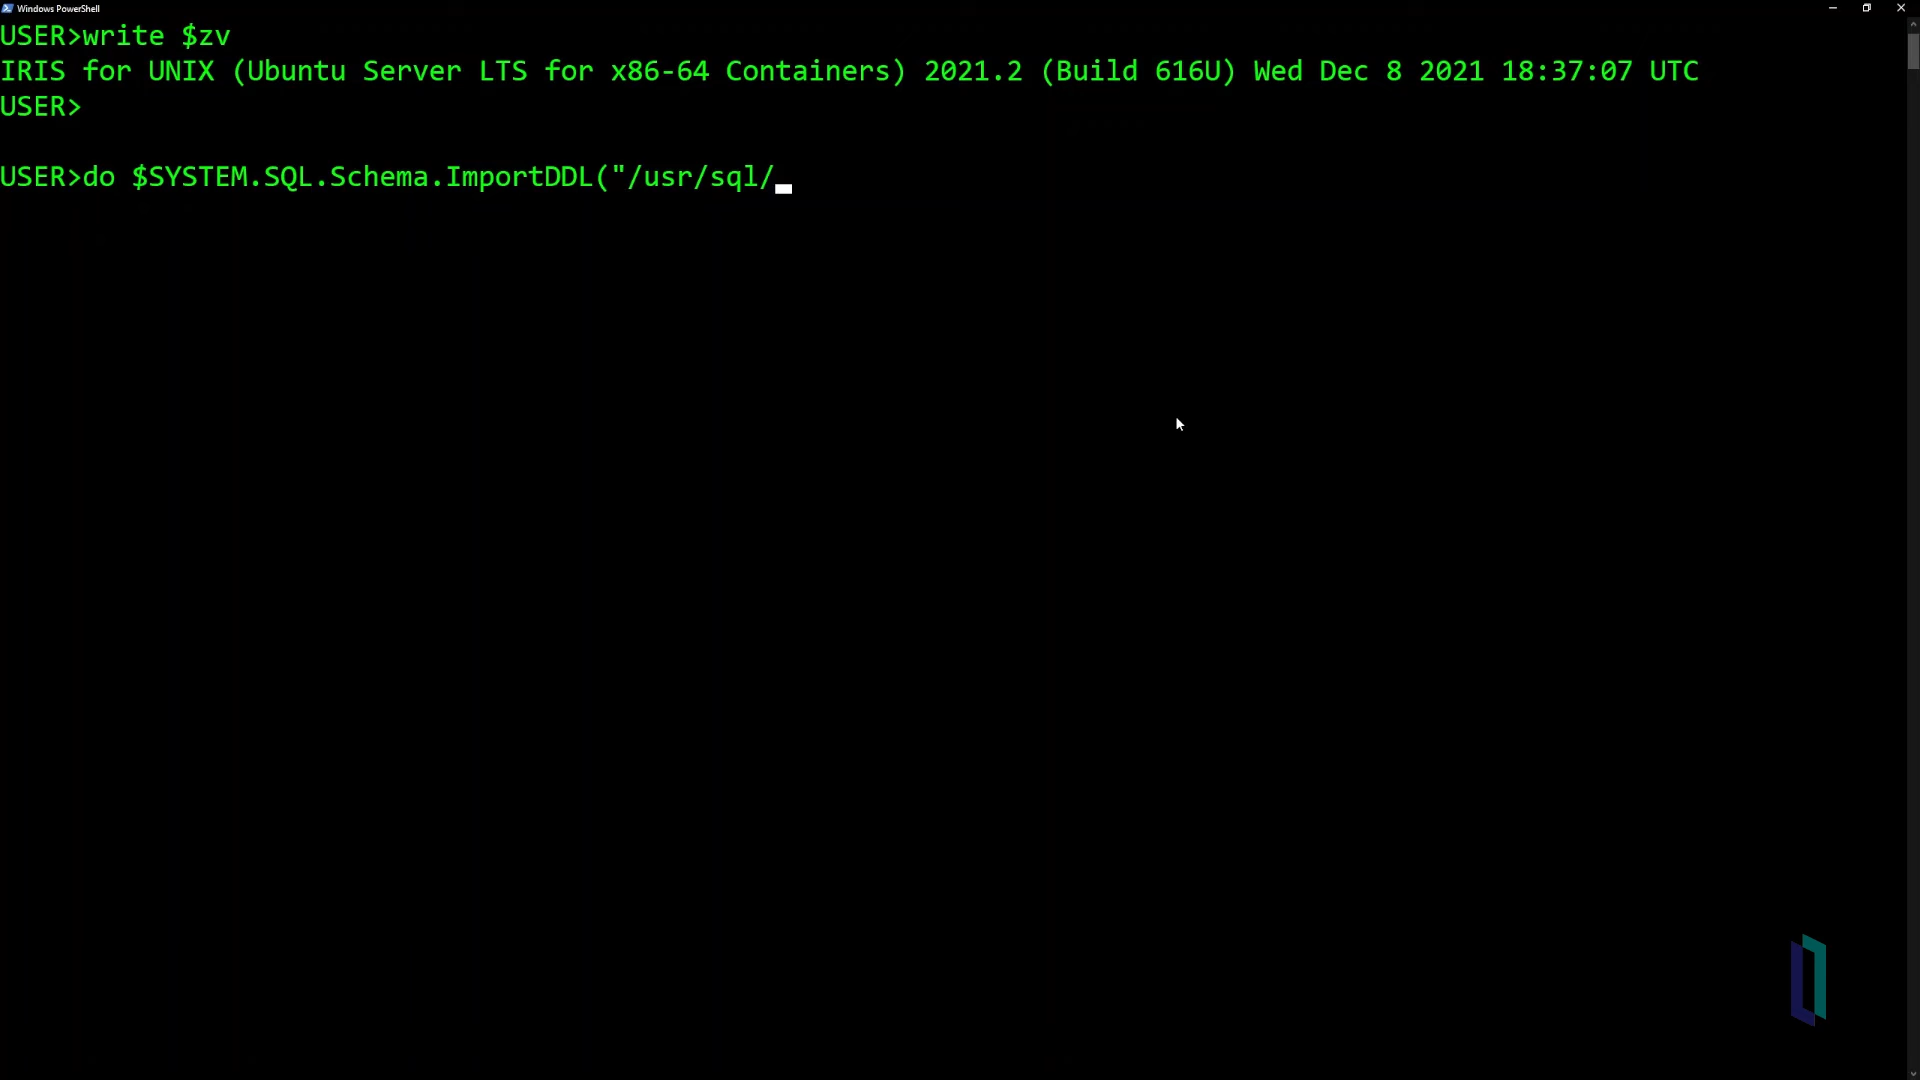 Windows PowerShell
USER>write $zv
IRIS for UNIX (Ubuntu Server LTS for x86-64 Containers) 2021.2 (Build 616U) Wed Dec 8 2021 18:37:07 UTC
USER>
USER>do $SYSTEM.SQL.Schema.ImportDDL("/usr/sql/